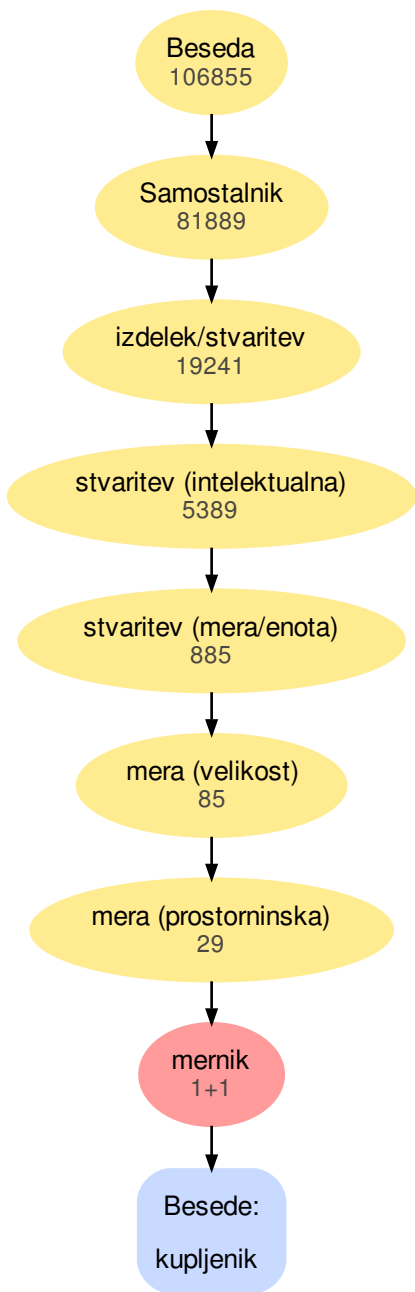 Beseda
106855
Samostalnik
81889
izdelek/stvaritev
19241
stvaritev (intelektualna)
5389
stvaritev (mera/enota)
885
mera (velikost)
85
mera (prostorninska)
29
mernik
1+1
Besede:
kupljenik